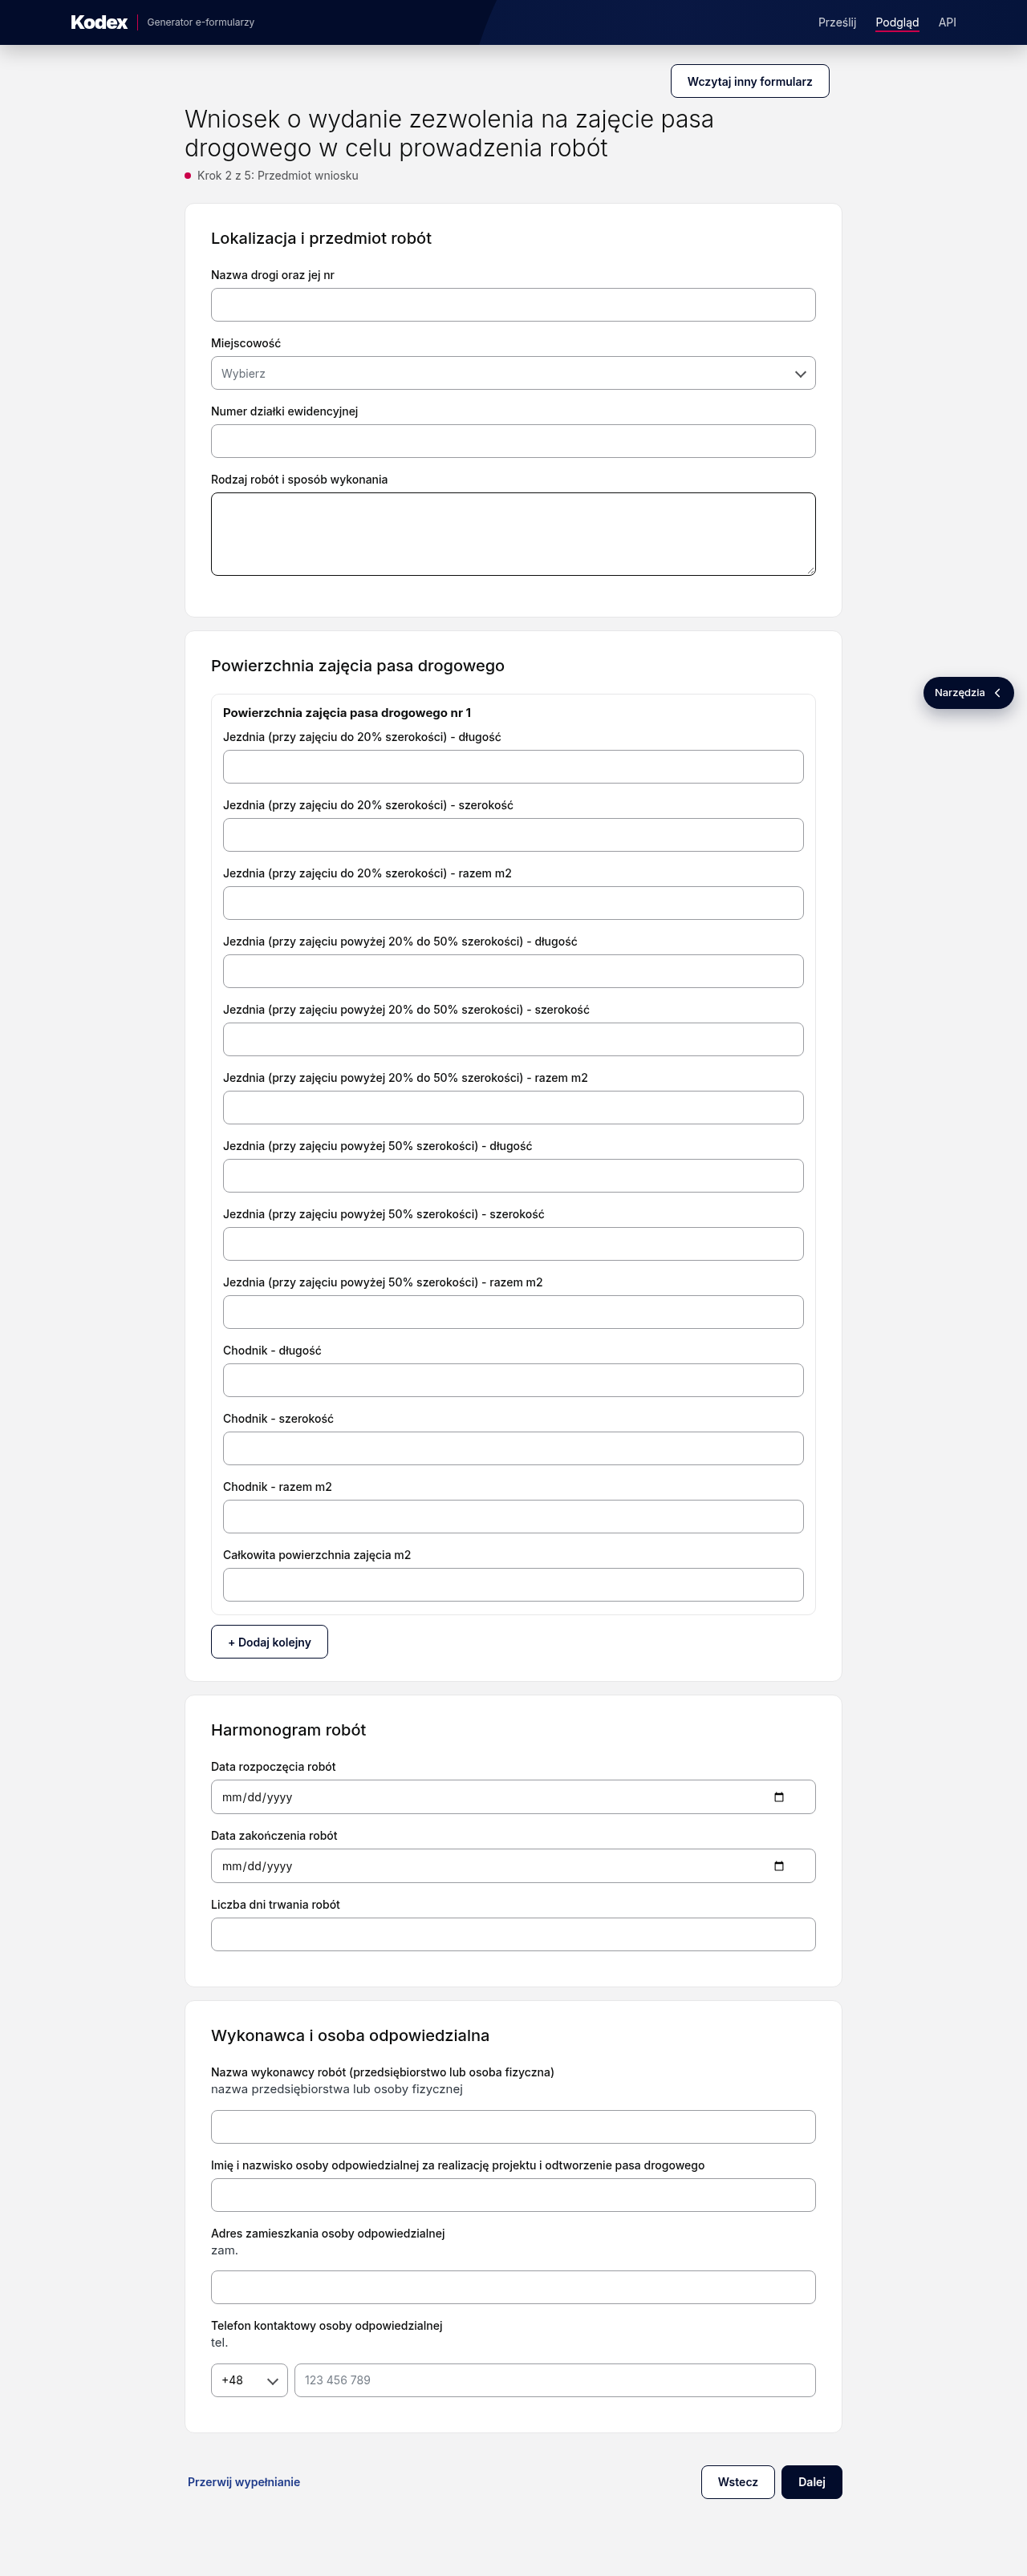 Kodex
Generator e-formularzy
Prześlij
Podgląd
API
Wczytaj inny formularz
Wniosek o wydanie zezwolenia na zajęcie pasa
drogowego w celu prowadzenia robót
Krok 2 z 5: Przedmiot wniosku
Lokalizacja i przedmiot robót
Nazwa drogi oraz jej nr
Miejscowość
Wybierz
Numer działki ewidencyjnej
Rodzaj robót i sposób wykonania
Powierzchnia zajęcia pasa drogowego
Narzędzia
Powierzchnia zajęcia pasa drogowego nr 1
Jezdnia (przy zajęciu do 20% szerokości) - długość
Jezdnia (przy zajęciu do 20% szerokości) - szerokość
Jezdnia (przy zajęciu do 20% szerokości) - razem m2
Jezdnia (przy zajęciu powyżej 20% do 50% szerokości) - długość
Jezdnia (przy zajęciu powyżej 20% do 50% szerokości) - szerokość
Jezdnia (przy zajęciu powyżej 20% do 50% szerokości) - razem m2
Jezdnia (przy zajęciu powyżej 50% szerokości) - długość
Jezdnia (przy zajęciu powyżej 50% szerokości) - szerokość
Jezdnia (przy zajęciu powyżej 50% szerokości) - razem m2
Chodnik - długość
Chodnik - szerokość
Chodnik - razem m2
Całkowita powierzchnia zajęcia m2
+ Dodaj kolejny
Harmonogram robót
Data rozpoczęcia robót
mm/dd/yyyy
Data zakończenia robót
mm/dd/yyyy
Liczba dni trwania robót
Wykonawca i osoba odpowiedzialna
Nazwa wykonawcy robót (przedsiębiorstwo lub osoba fizyczna)
nazwa przedsiębiorstwa lub osoby fizycznej
Imię i nazwisko osoby odpowiedzialnej za realizację projektu i odtworzenie pasa drogowego
Adres zamieszkania osoby odpowiedzialnej
zam.
Telefon kontaktowy osoby odpowiedzialnej
tel.
+48
123 456 789
Przerwij wypełnianie
Wstecz
Dalej